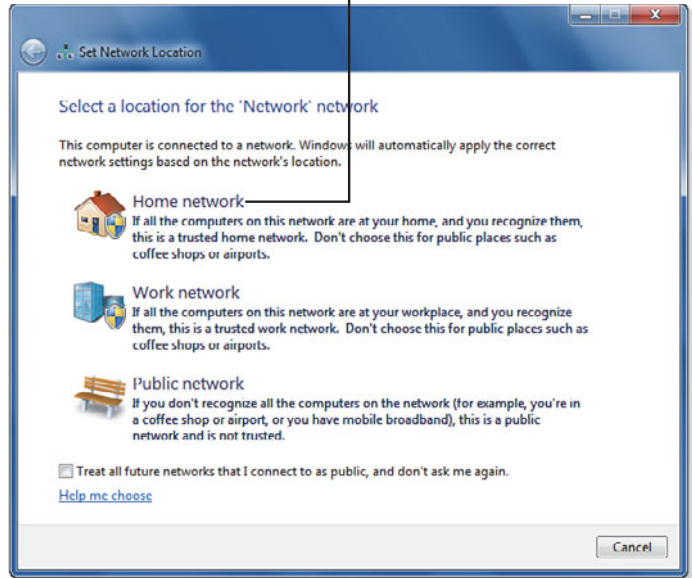 Set Network Location
Select a location for the 'Network' network
This computer is connected to a network. Windows will automatically apply the correct
network settings based on the network's location.
Home network
If all the computers on this network are at your home, and you recognize them,
this is a trusted home network. Don't choose this for public places such as
coffee shops or airports.
Work network
If all the computers on this network are at your workplace, and you recognize
them, this is a trusted work network. Don't choose this for public places such as
coffee shops or airports.
Public network
If you don't recognize all the computers on the network (for example, you're in
a coffee shop or airport, or you have mobile broadband), this is a public
network and is not trusted.
Treat all future networks that I connect to as public, and don't ask me again.
Help me choose
Cancel